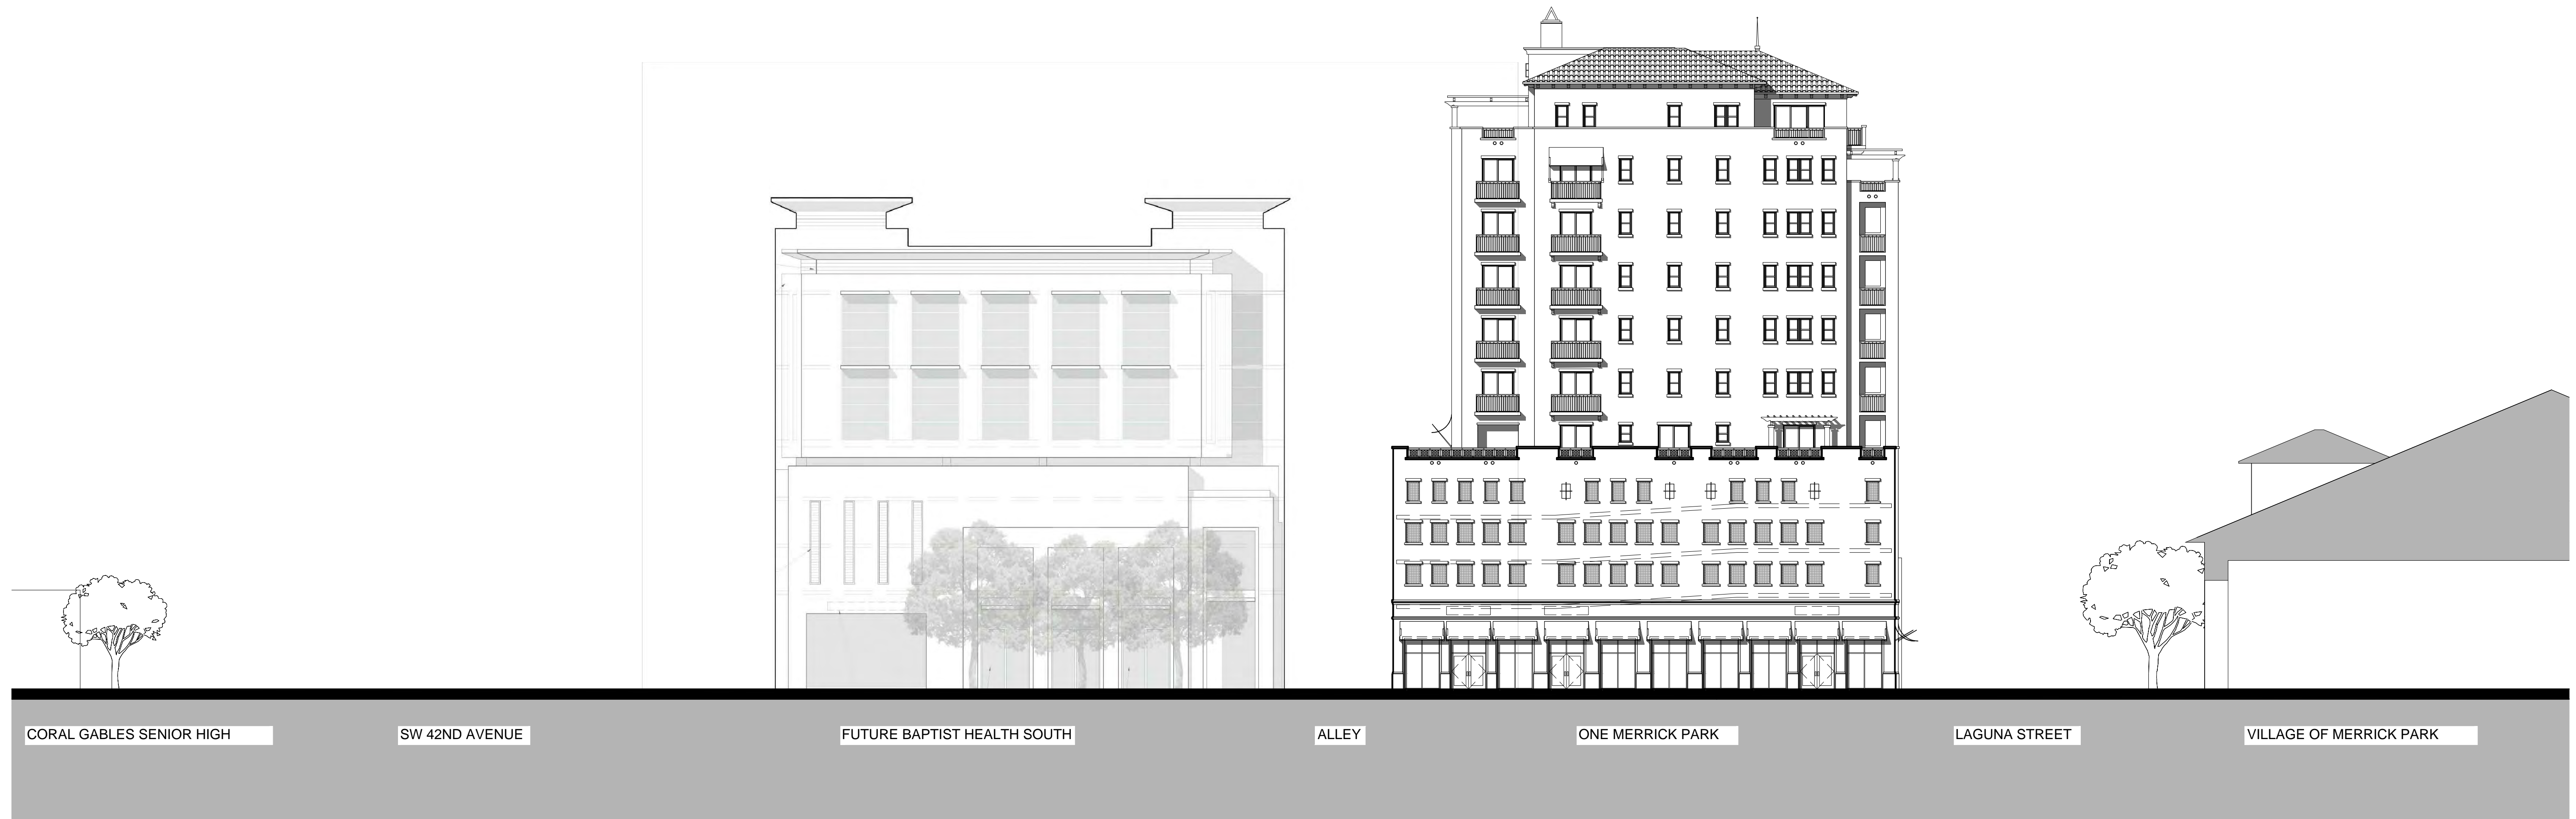 CORAL GABLES SENIOR HIGH
SW 42ND AVENUE
FUTURE BAPTIST HEALTH SOUTH
ALLEY
ONE MERRICK PARK
LAGUNA STREET
VILLAGE OF MERRICK PARK